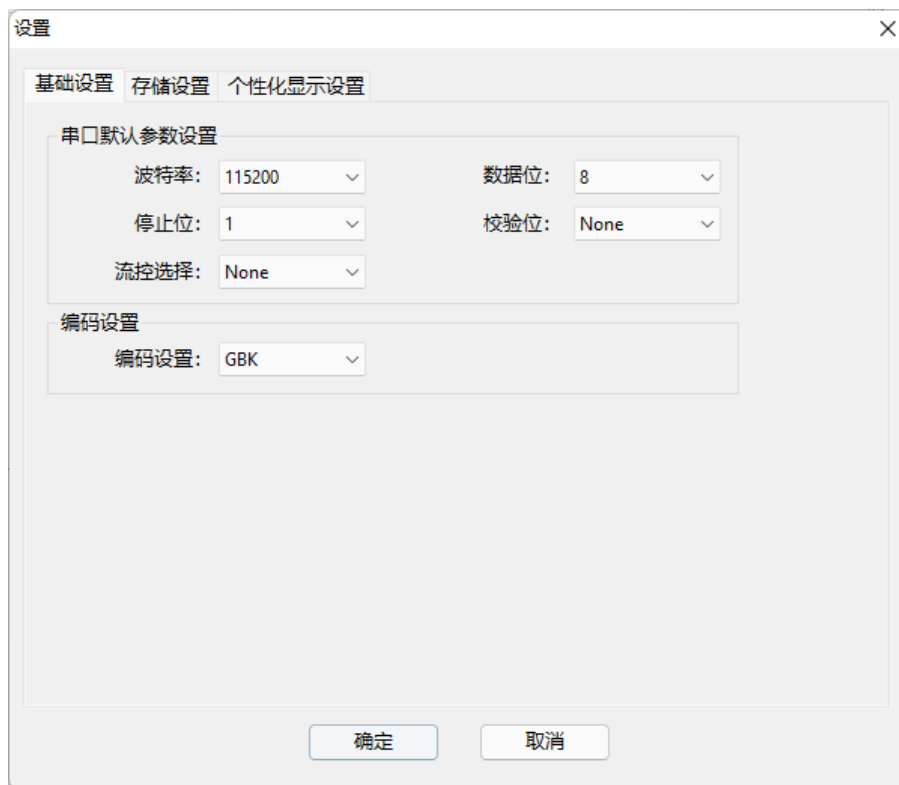 设置
基础设置 存储设置 个性化显示设置
串口默认参数设置
波特率： 115200 数据位： 8
停止位： 1 校验位： None
流控选择： None
编码设置
编码设置： GBK
确定 取消